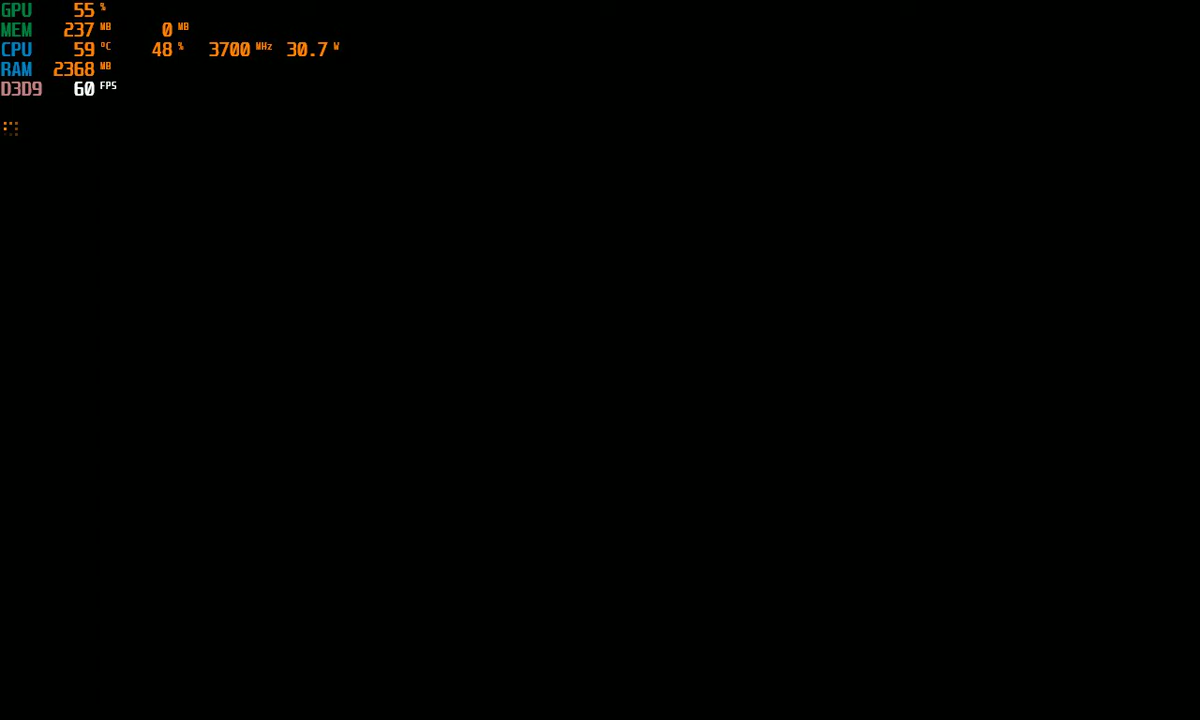 GPU 55 %
MEM 237 MB 0 MB
CPU 59 °C 48 % 3700 MHz 30.7 W
RAM 2368 MB
D3D9 60 FPS